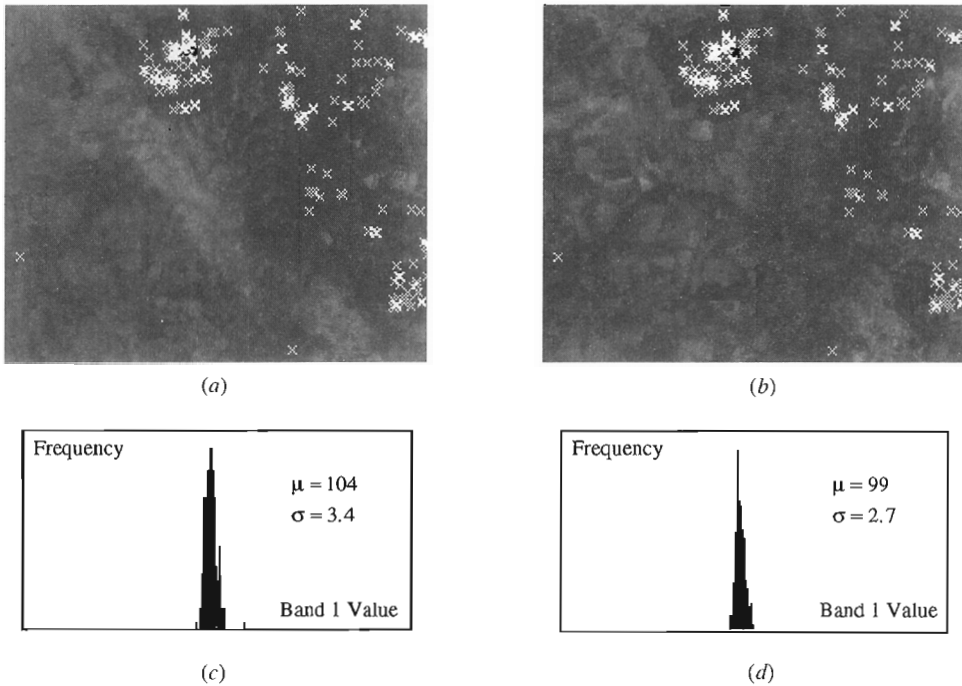 (a)
(b)
Frequency
μ = 104
σ = 3.4
Band 1 Value
(c)
Frequency
μ = 99
σ = 2.7
Band 1 Value
(d)